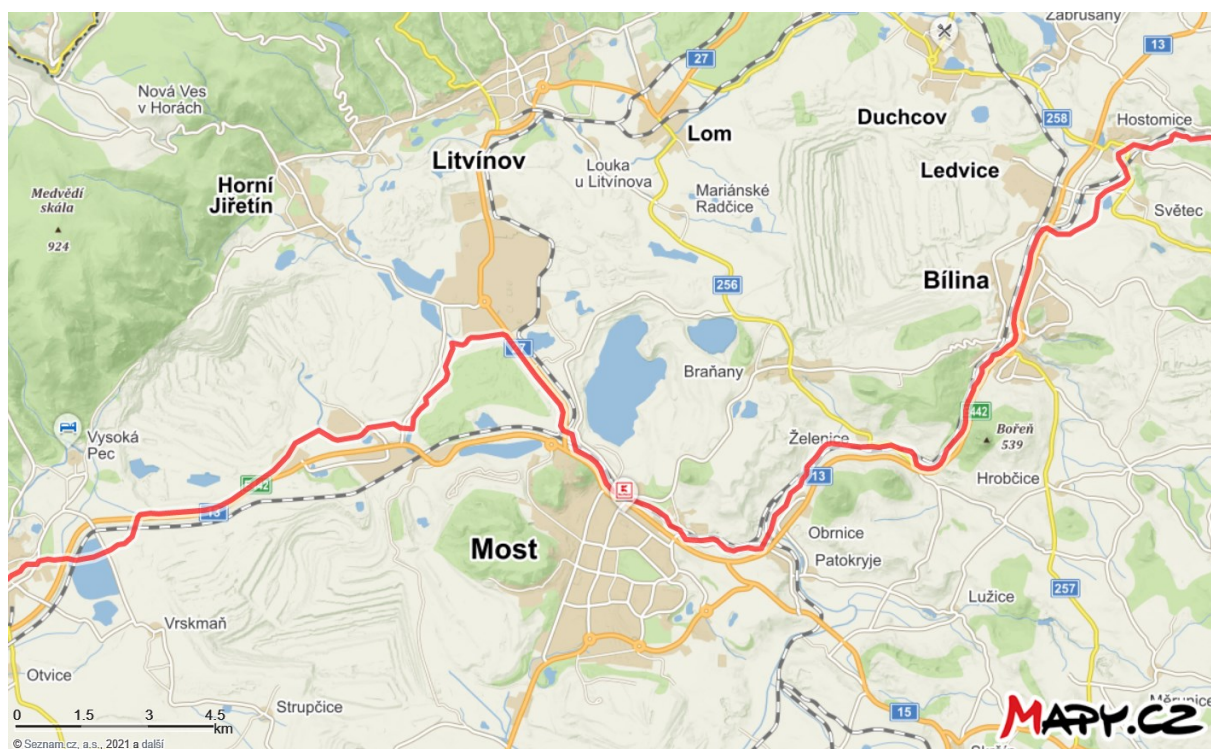 Zabrušany
27
13
Nová Ves
v Horách
Duchcov
258
Hostomice
Lom
Litvínov
Louka
u Litvínova
Ledvice
Horní
Jiřetín
Medvědí
skála
924
Mariánské
Radčice
Světec
Bílina
256
Braňany
Vysoká
Pec
442
Bořeň
539
Želenice
13
Hrobčice
Most
Obrnice
Patokryje
257
Lužice
Vrskmaň
Otvice
Strupčice
15
0 1.5 3 4.5
km
MAPY.CZ
© Seznam.cz, a.s., 2021 a další